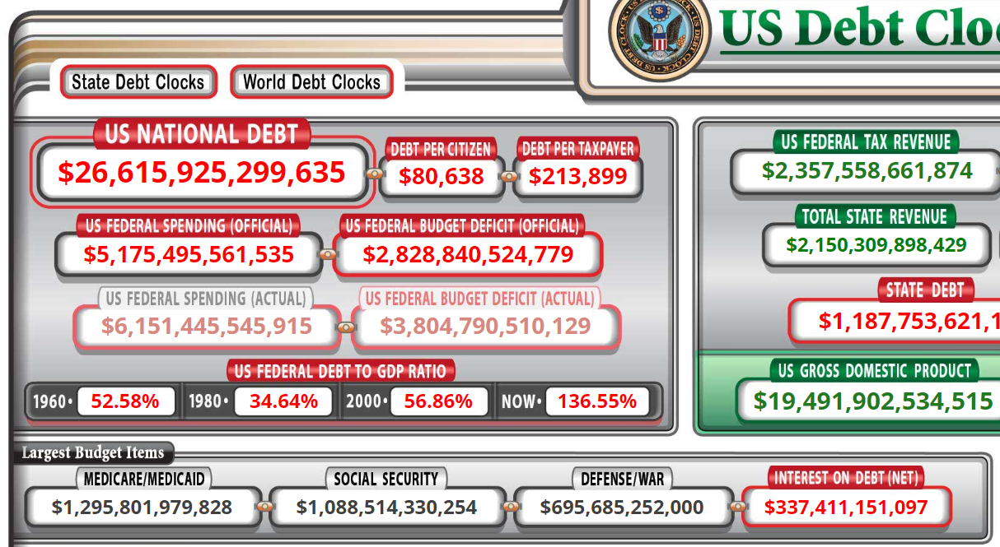 US Debt Clo
State Debt Clocks
World Debt Clocks
US NATIONAL DEBT
$26,615,925,299,635
DEBT PER CITIZEN
$80,638
DEBT PER TAXPAYER
$213,899
US FEDERAL SPENDING (OFFICIAL)
$5,175,495,561,535
US FEDERAL BUDGET DEFICIT (OFFICIAL)
$2,828,840,524,779
US FEDERAL SPENDING (ACTUAL)
$6,151,445,545,915
US FEDERAL BUDGET DEFICIT (ACTUAL)
$3,804,790,510,129
US FEDERAL DEBT TO GDP RATIO
1960• 52.58% 1980• 34.64% 2000• 56.86% NOW• 136.55%
US FEDERAL TAX REVENUE
$2,357,558,661,874
TOTAL STATE REVENUE
$2,150,309,898,429
STATE DEBT
$1,187,753,621,1
US GROSS DOMESTIC PRODUCT
$19,491,902,534,515
Largest Budget Items
MEDICARE/MEDICAID
$1,295,801,979,828
SOCIAL SECURITY
$1,088,514,330,254
DEFENSE/WAR
$695,685,252,000
INTEREST ON DEBT (NET)
$337,411,151,097